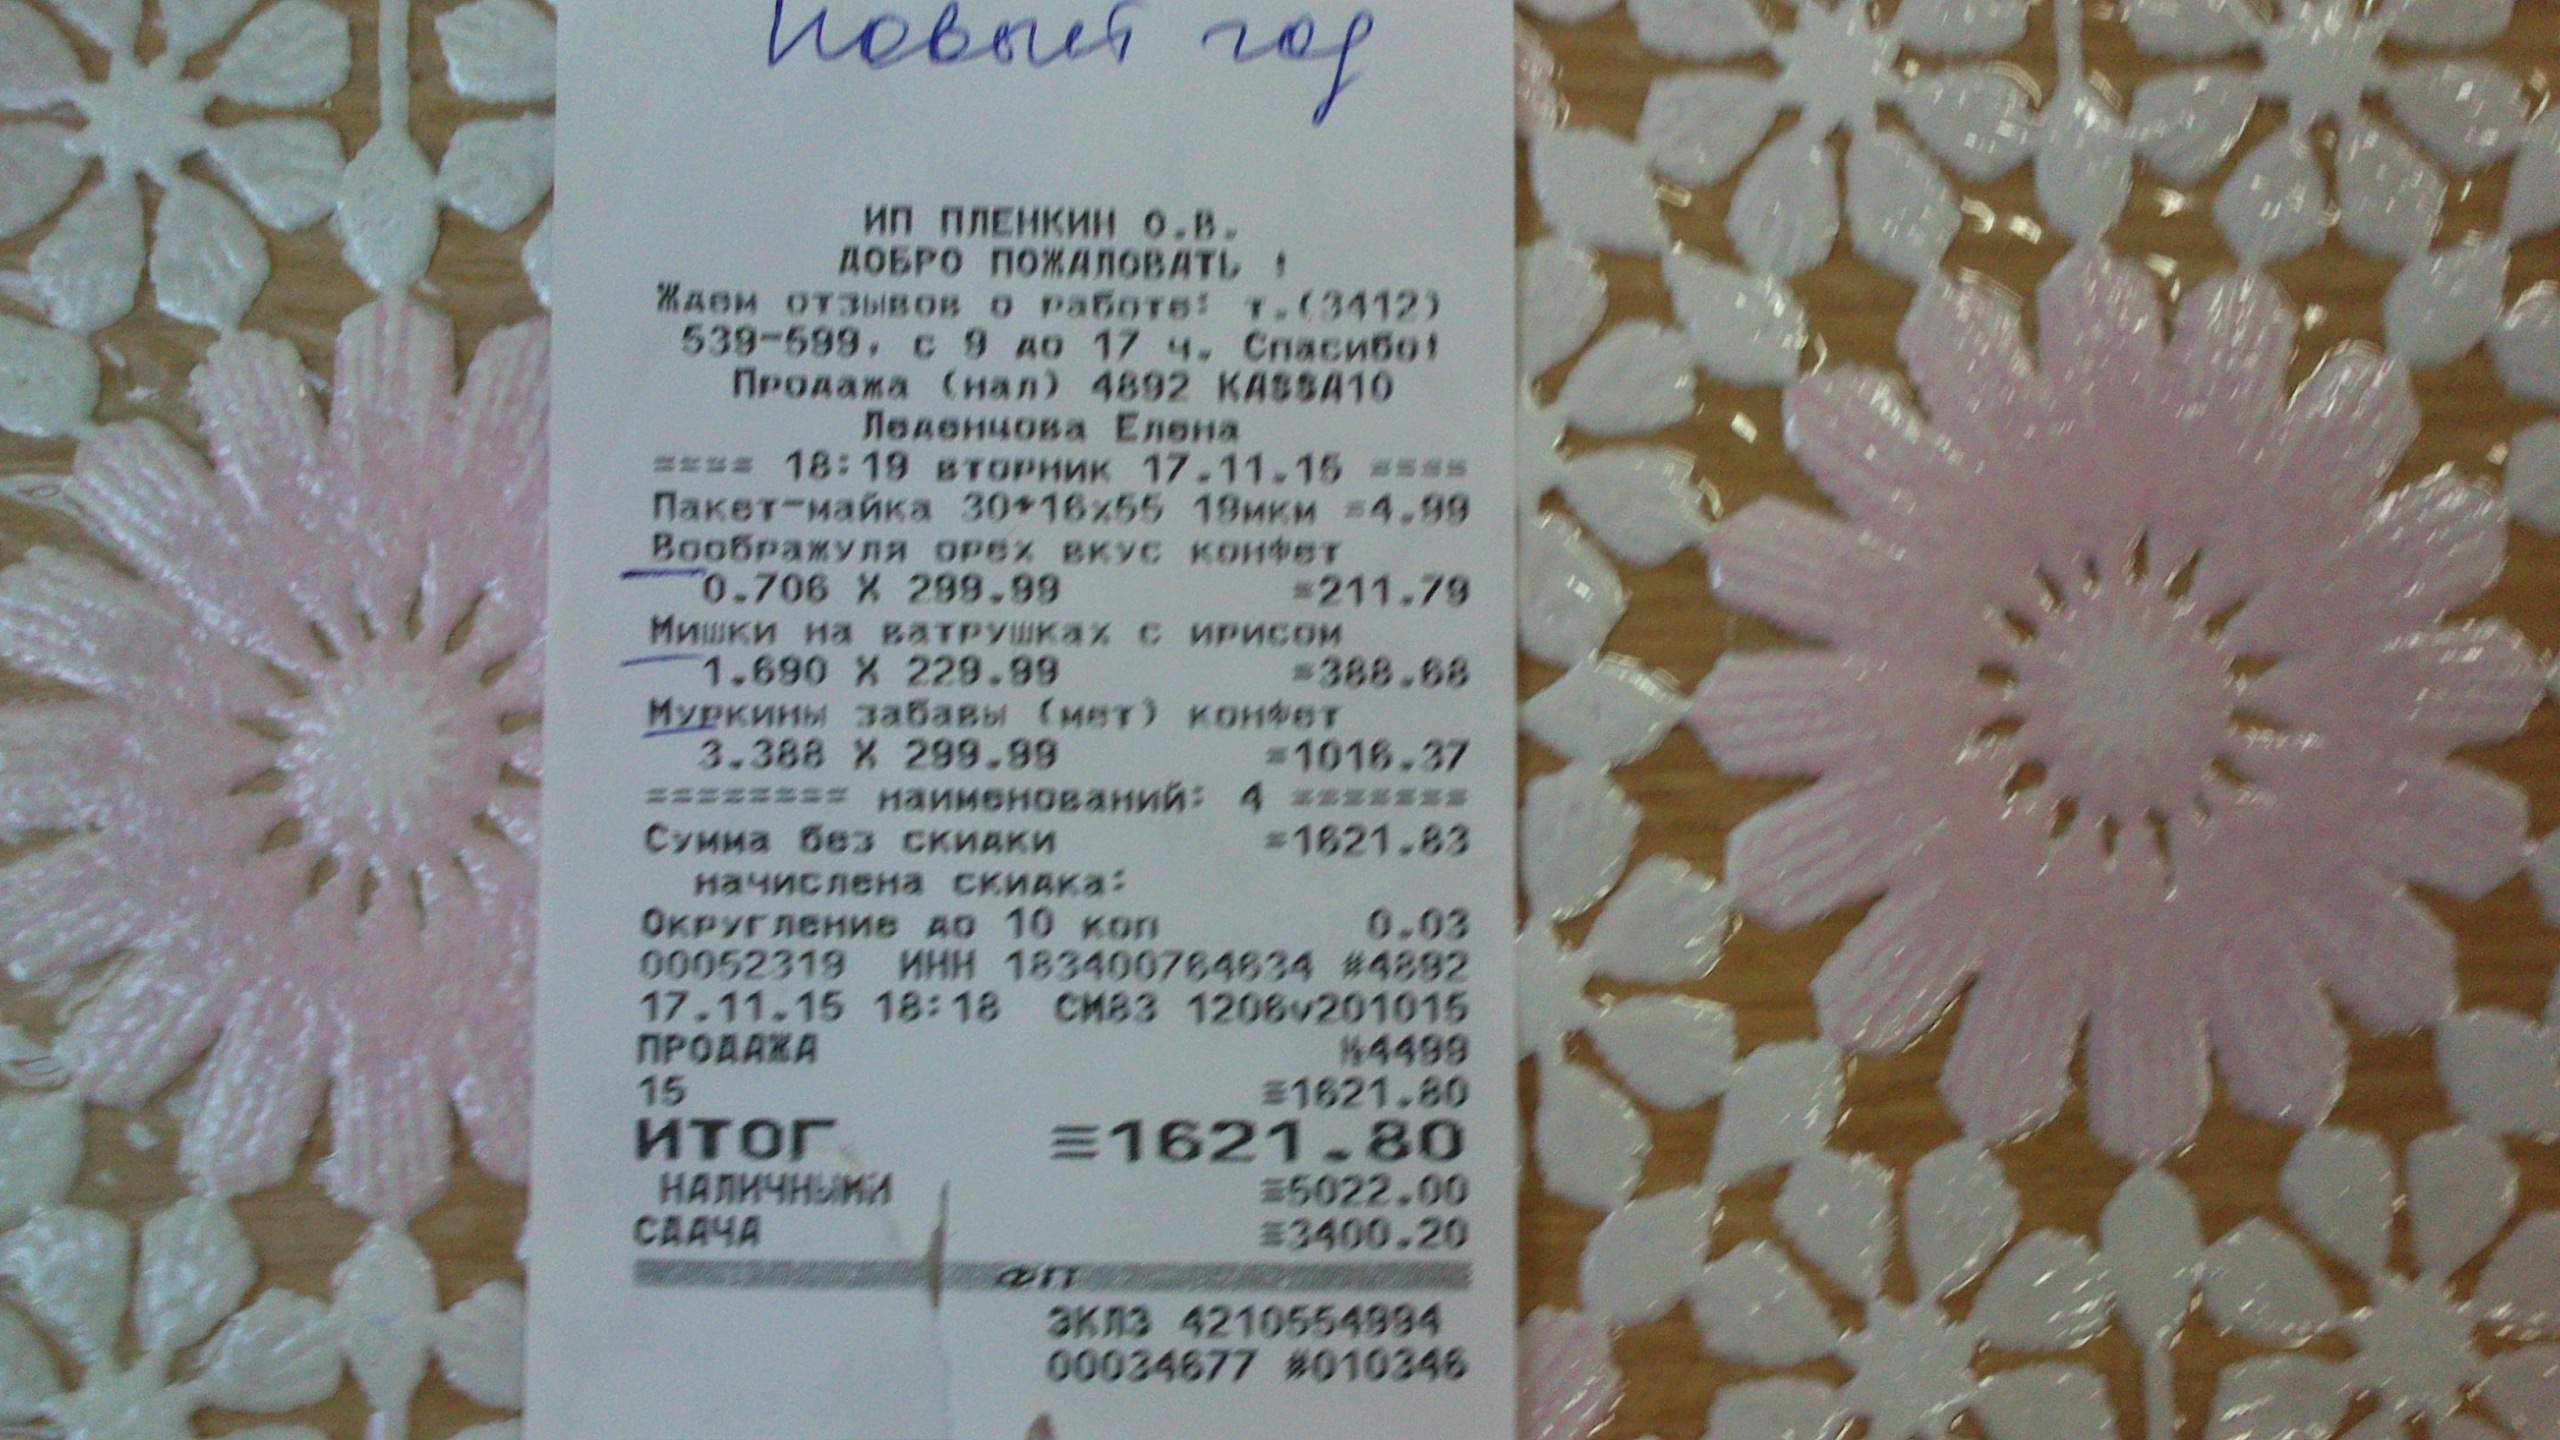 Новый год
ИП ПЛЕНКИН О.В.
ДОБРО ПОЖАЛОВАТЬ !
Ждем отзывов о работе: т.(3412)
539-599, с 9 до 17 ч. Спасибо!
Продажа (нал) 4892 KASSA10
Леденцова Елена
==== 18:19 вторник 17.11.15 ====
Пакет-майка 30*16х55 19мкм =4.99
Воображуля орех вкус конфет
0.706 X 299.99 =211.79
Мишки на ватрушках с ирисом
1.690 X 229.99 =388.68
Муркины забавы (мет) конфет
3.388 X 299.99 =1016.37
======== наименований: 4 =======
Сумма без скидки =1621.83
начислена скидка:
Округление до 10 коп 0.03
00052319 ИНН 183400764634 #4892
17.11.15 18:18 СМ83 1206v201015
ПРОДАЖА №4499
15 ≡1621.80
ИТОГ ≡1621.80
НАЛИЧНЫМИ ≡5022.00
СДАЧА ≡3400.20
ФП
ЭКЛЗ 4210554994
00034677 #010346